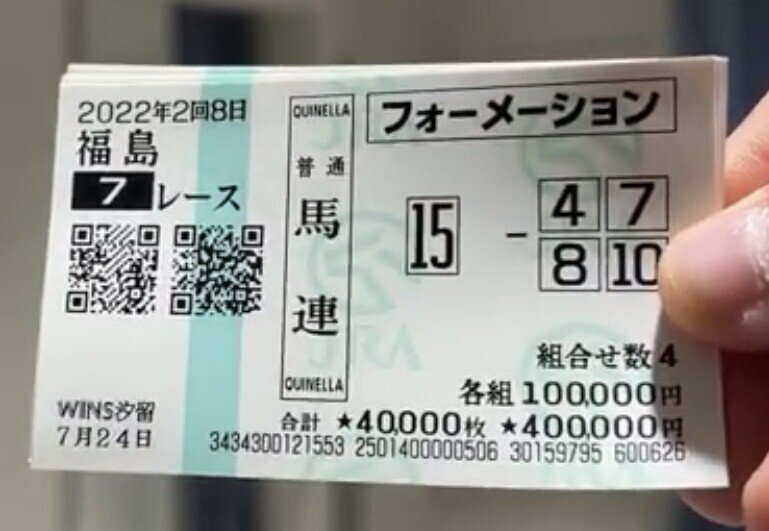 2022年2回8日
福島
7レース
QUINELLA
普通
馬連
QUINELLA
フォーメーション
15 - 4 7
8 10
組合せ数4
各組100,000円
合計 ★40,000枚 ★400,000円
WINS汐留
7月24日
3434300121553 2501400000506 30159795 600626